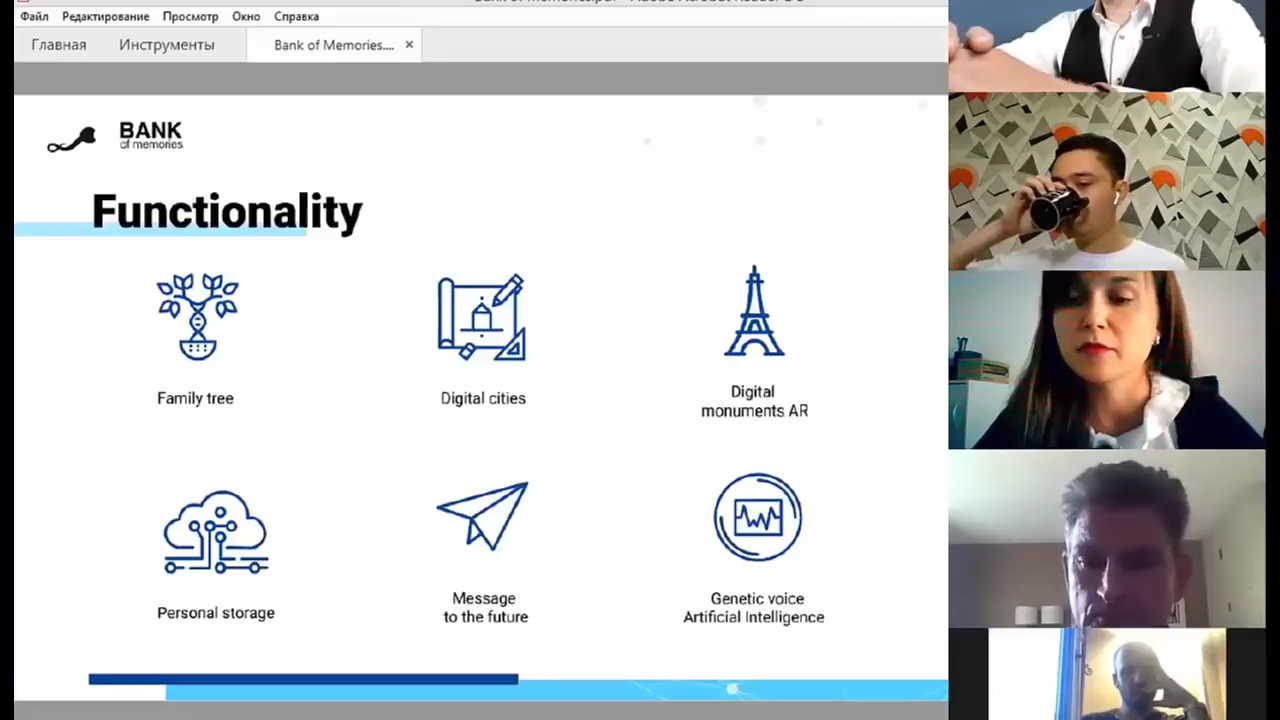 Файл Редактирование Просмотр Окно Справка
Главная Инструменты Bank of Memories.... ×
BANK
of memories
Functionality
Family tree
Digital cities
Digital
monuments AR
Personal storage
Message
to the future
Genetic voice
Artificial Intelligence